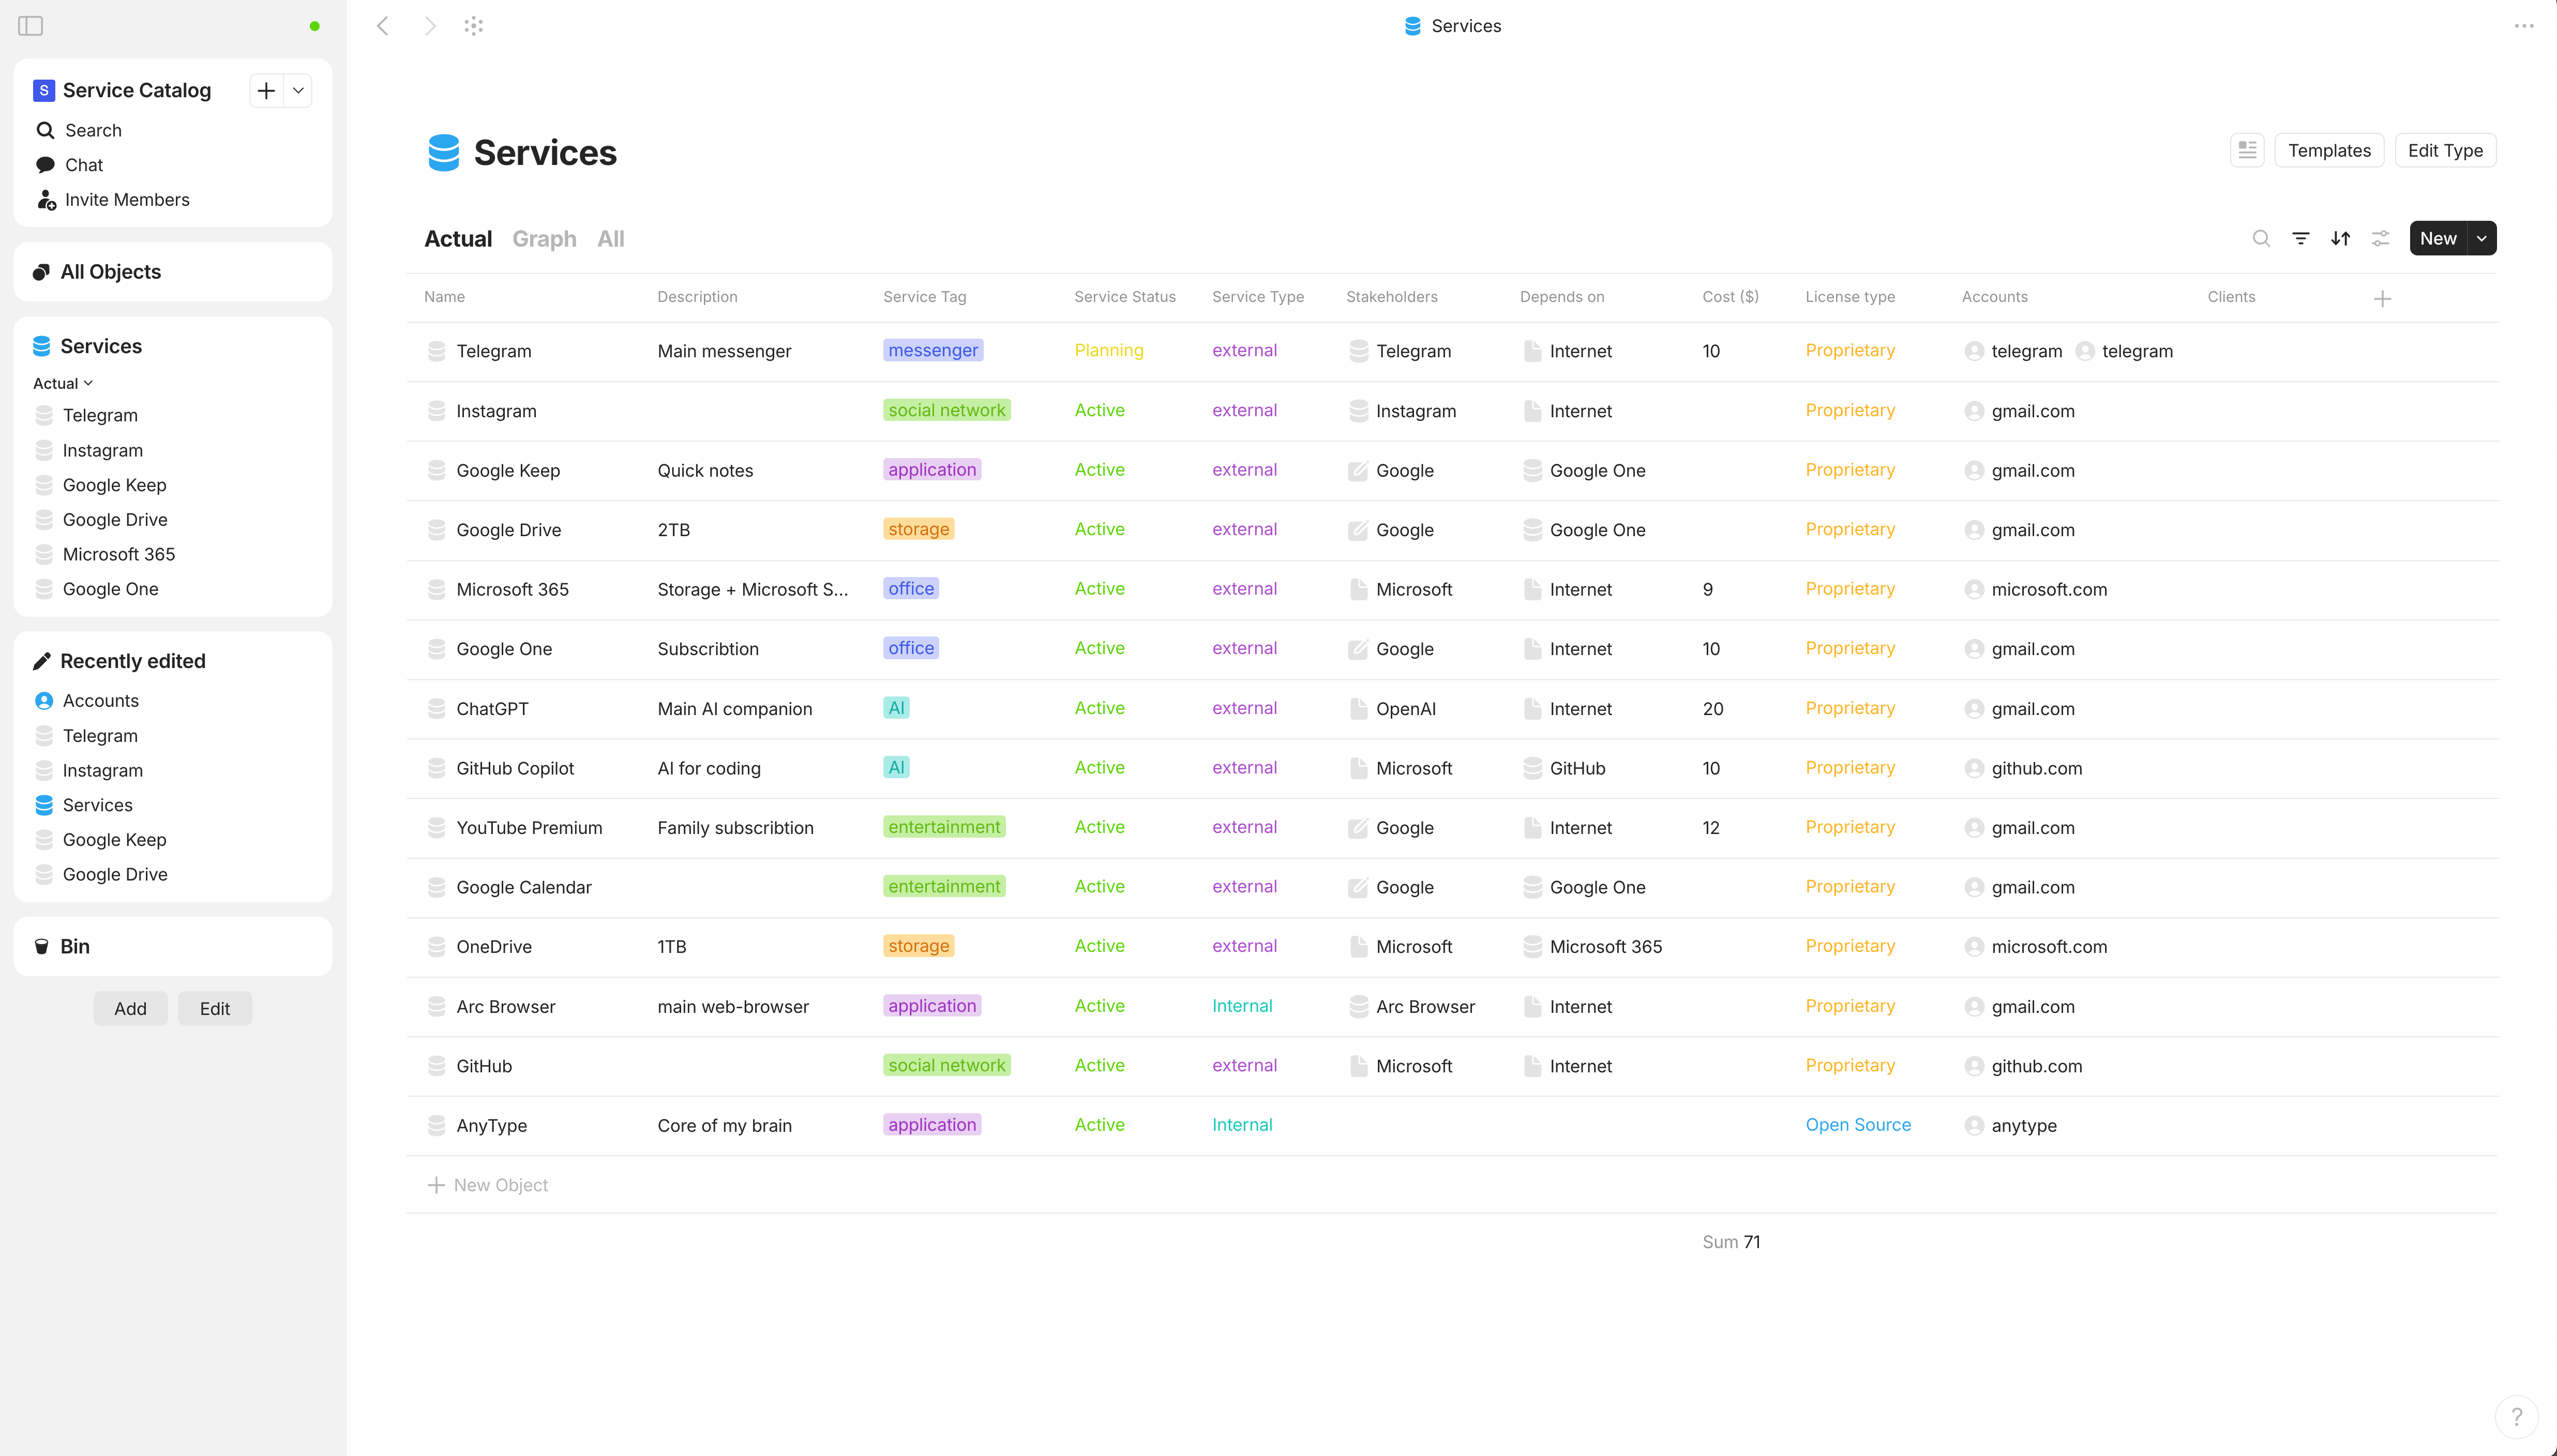 Services
S Service Catalog
Search
Chat
Invite Members
All Objects
Services
Actual
Telegram
Instagram
Google Keep
Google Drive
Microsoft 365
Google One
Recently edited
Accounts
Telegram
Instagram
Services
Google Keep
Google Drive
Bin
Add Edit
Services
Templates Edit Type
Actual Graph All
New
Name Description Service Tag Service Status Service Type Stakeholders Depends on Cost ($) License type Accounts Clients
Telegram Main messenger messenger Planning external Telegram Internet 10 Proprietary telegram telegram
Instagram social network Active external Instagram Internet Proprietary gmail.com
Google Keep Quick notes application Active external Google Google One Proprietary gmail.com
Google Drive 2TB storage Active external Google Google One Proprietary gmail.com
Microsoft 365 Storage + Microsoft S... office Active external Microsoft Internet 9 Proprietary microsoft.com
Google One Subscribtion office Active external Google Internet 10 Proprietary gmail.com
ChatGPT Main AI companion AI Active external OpenAI Internet 20 Proprietary gmail.com
GitHub Copilot AI for coding AI Active external Microsoft GitHub 10 Proprietary github.com
YouTube Premium Family subscribtion entertainment Active external Google Internet 12 Proprietary gmail.com
Google Calendar entertainment Active external Google Google One Proprietary gmail.com
OneDrive 1TB storage Active external Microsoft Microsoft 365 Proprietary microsoft.com
Arc Browser main web-browser application Active Internal Arc Browser Internet Proprietary gmail.com
GitHub social network Active external Microsoft Internet Proprietary github.com
AnyType Core of my brain application Active Internal Open Source anytype
New Object
Sum 71
?